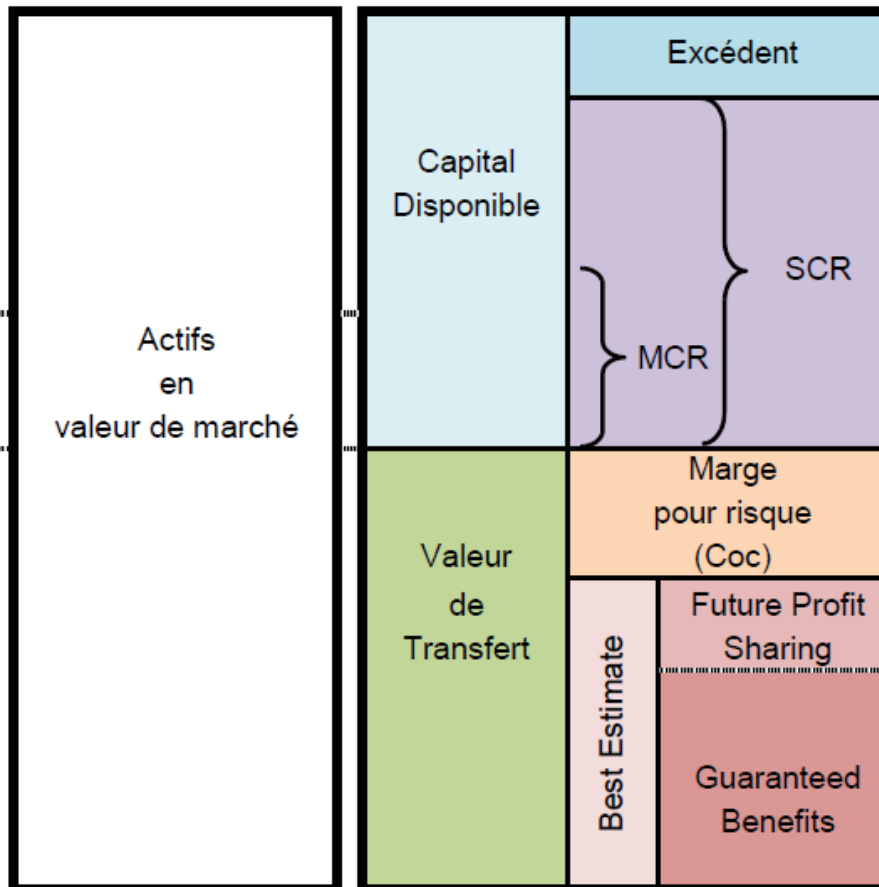 Actifs
en
valeur de marché
Capital
Disponible
Excédent
SCR
MCR
Valeur
de
Transfert
Marge
pour risque
(Coc)
Best Estimate
Future Profit
Sharing
Guaranteed
Benefits